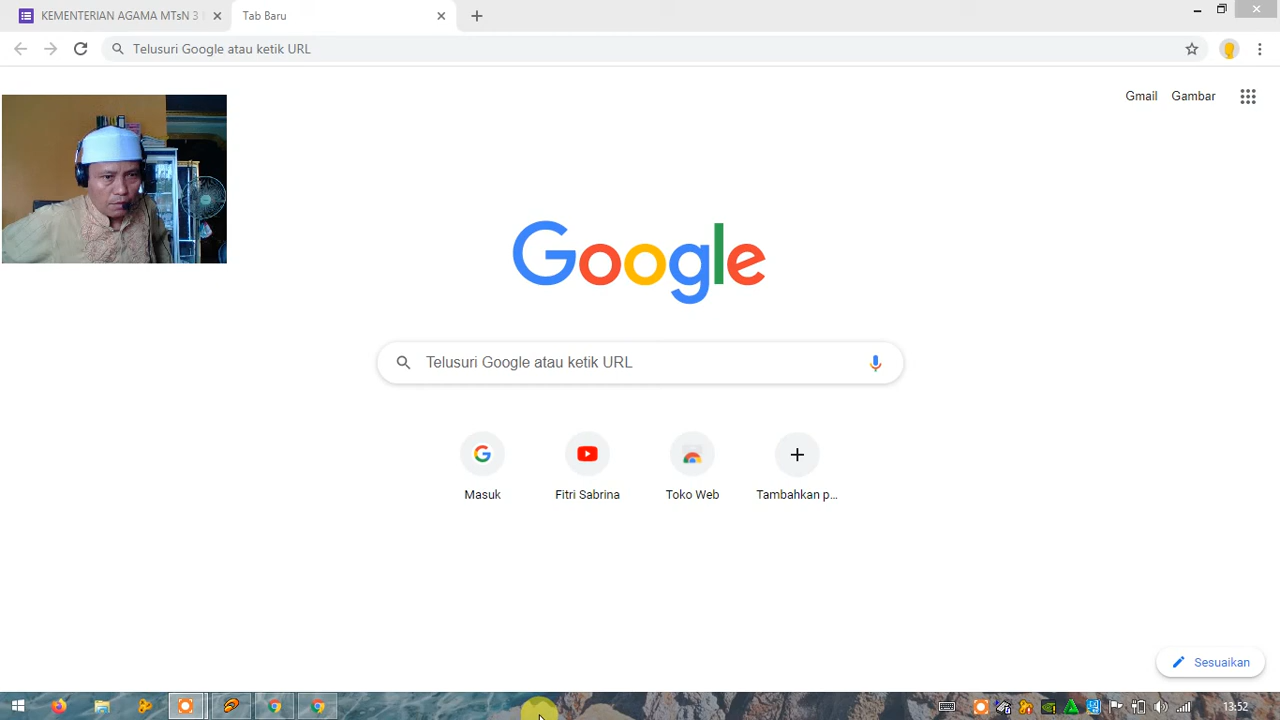 KEMENTERIAN AGAMA MTsN 3
Tab Baru
Telusuri Google atau ketik URL
Gmail
Gambar
Google
Telusuri Google atau ketik URL
Masuk
Fitri Sabrina
Toko Web
Tambahkan p...
Sesuaikan
13:52